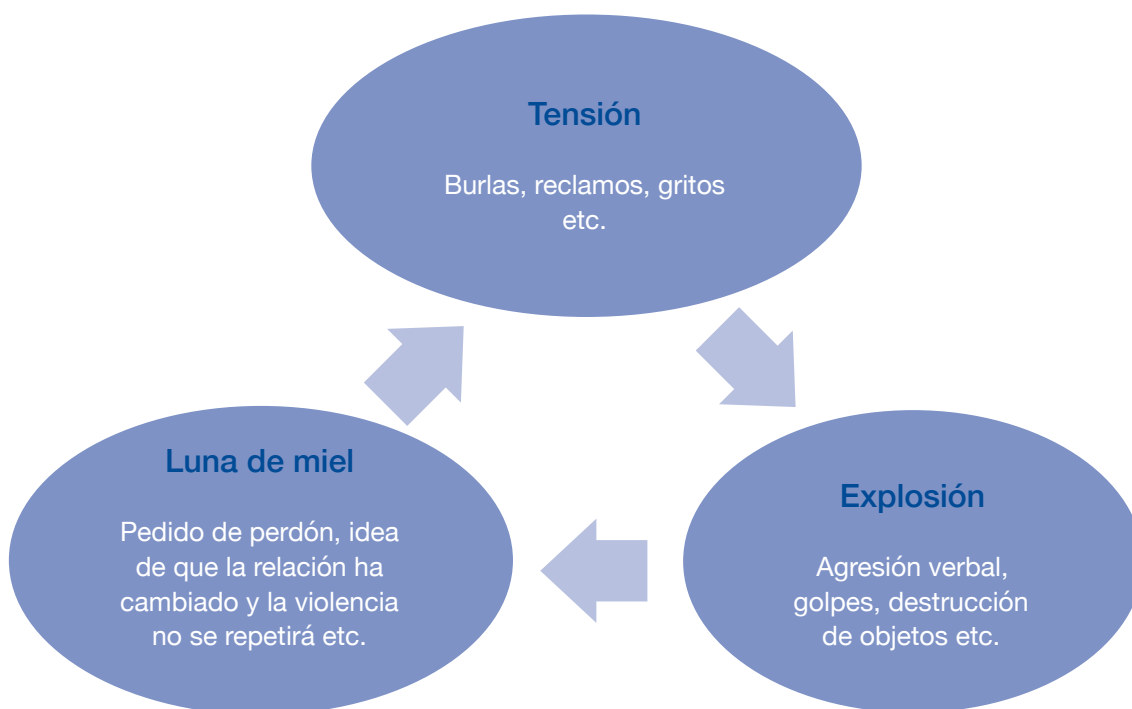 Tensión
Burlas, reclamos, gritos
etc.
Explosión
Agresión verbal,
golpes, destrucción
de objetos etc.
Luna de miel
Pedido de perdón, idea
de que la relación ha
cambiado y la violencia
no se repetirá etc.